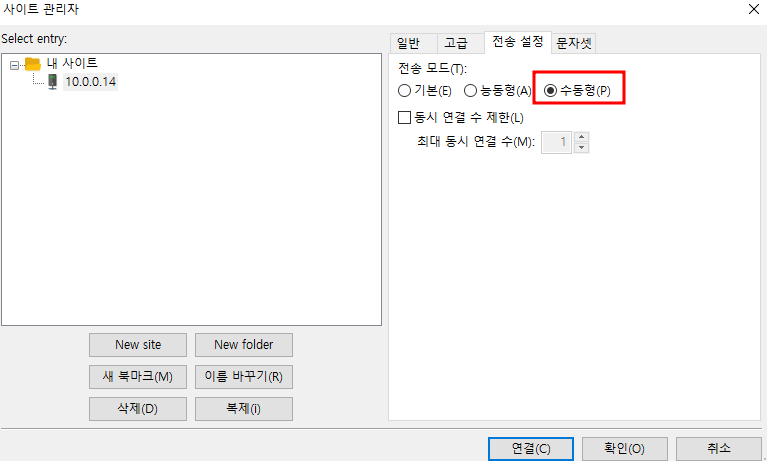 사이트 관리자
Select entry:
내 사이트
10.0.0.14
New site
New folder
새 북마크(M)
이름 바꾸기(R)
삭제(D)
복제(i)
일반
고급
전송 설정
문자셋
전송 모드(T):
기본(E)
능동형(A)
수동형(P)
동시 연결 수 제한(L)
최대 동시 연결 수(M):
1
연결(C)
확인(O)
취소